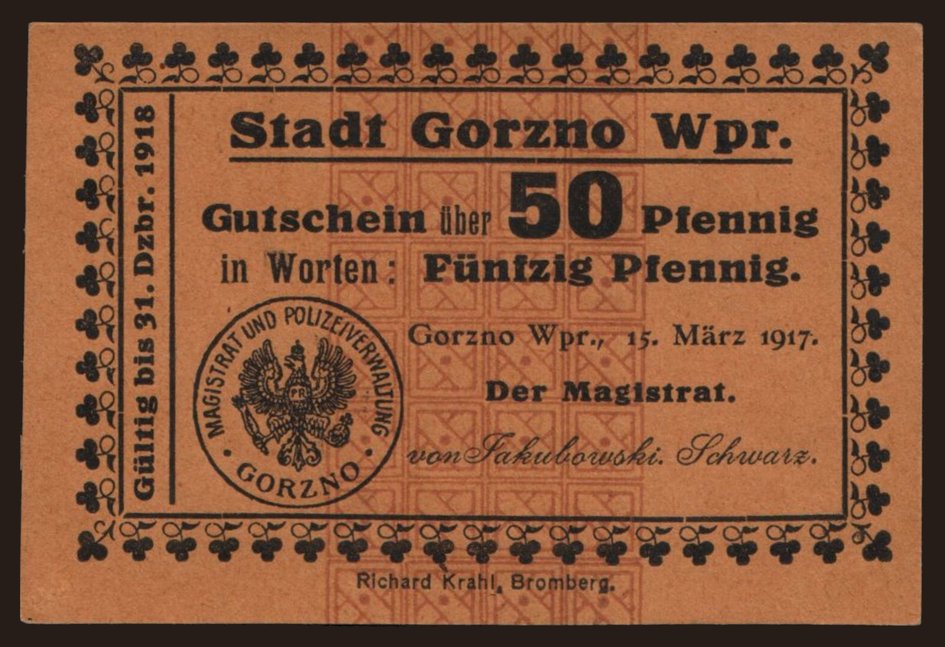 Stadt Gorzno Wpr.
Gutschein über 50 Pfennig
in Worten: Fünfzig Pfennig.
Gorzno Wpr., 15. März 1917.
Der Magistrat.
von Jakubowski. Schwarz.
Gültig bis 31. Dzbr. 1918
MAGISTRAT UND POLIZEIVERWALTUNG
· GORZNO ·
PR
Richard Krahl, Bromberg.